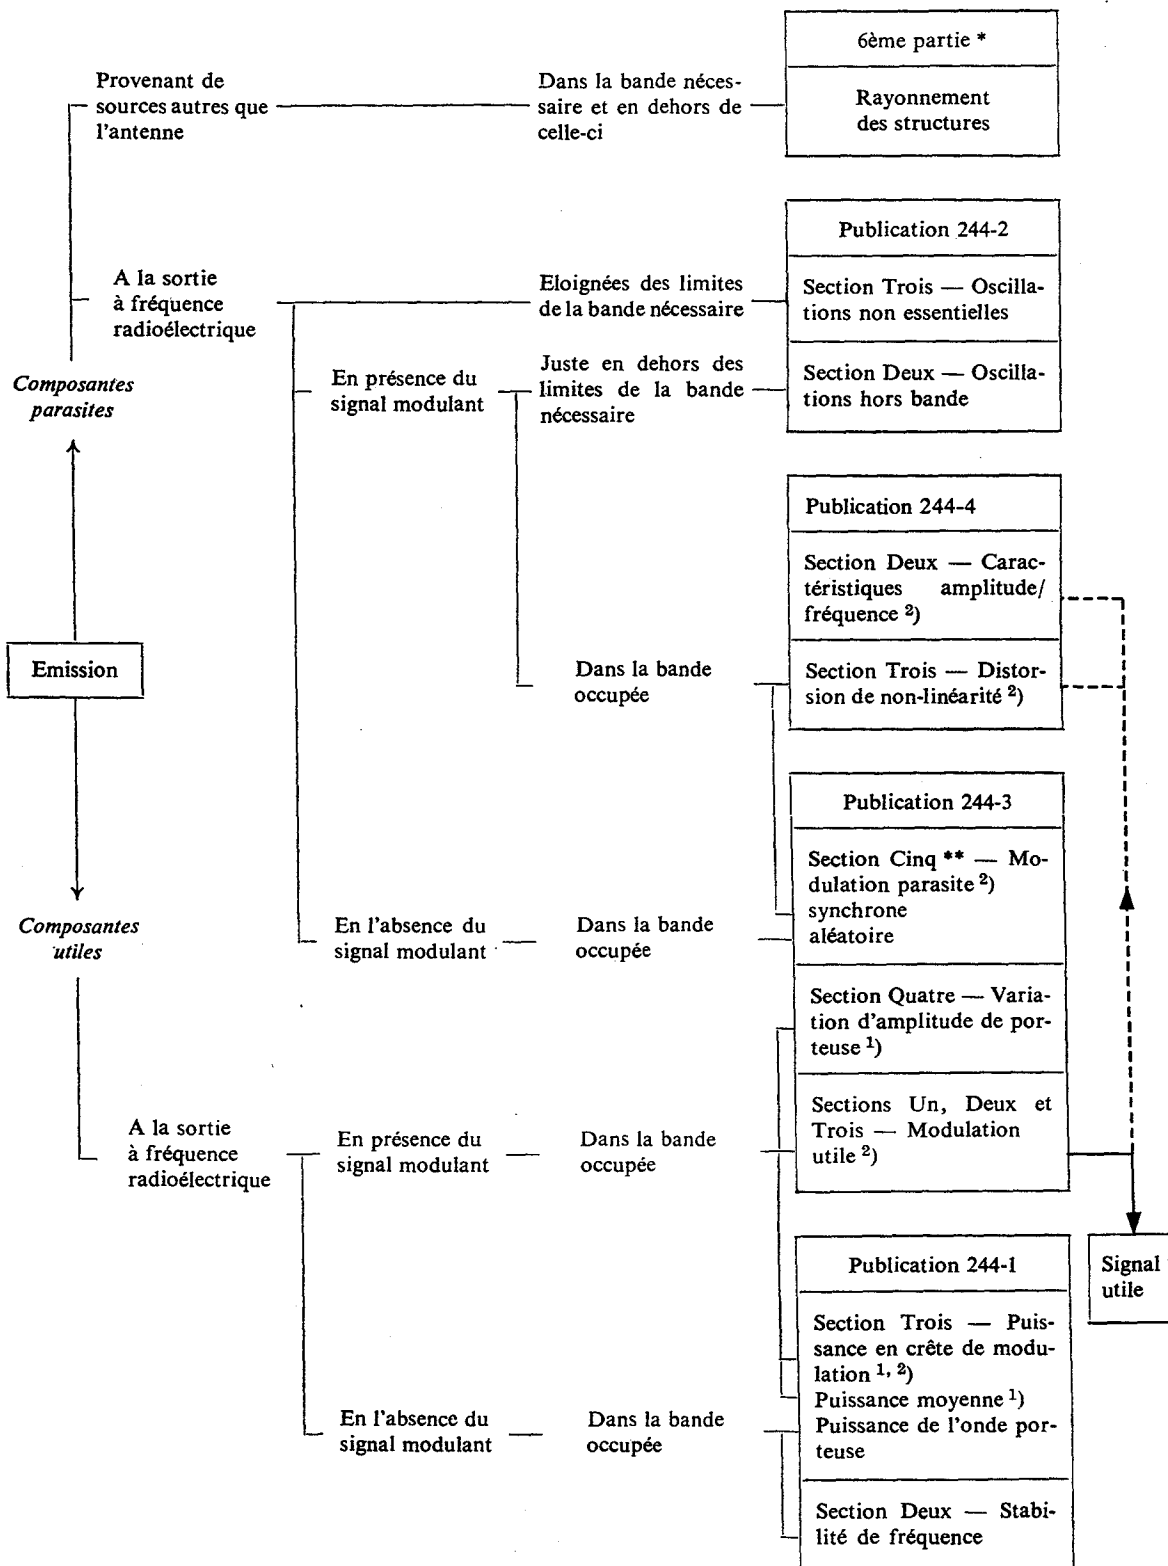 6ème partie *
Provenant de
sources autres que
l'antenne
Dans la bande néces-
saire et en dehors de
celle-ci
Rayonnement
des structures
Publication 244-2
A la sortie
à fréquence
radioélectrique
Eloignées des limites
de la bande nécessaire
Section Trois — Oscilla-
tions non essentielles
Composantes
parasites
En présence du
signal modulant
Juste en dehors des
limites de la bande
nécessaire
Section Deux — Oscilla-
tions hors bande
Publication 244-4
Section Deux — Carac-
téristiques amplitude/
fréquence ²)
Emission
Dans la bande
occupée
Section Trois — Distor-
sion de non-linéarité ²)
Publication 244-3
Section Cinq ** — Mo-
dulation parasite ²)
synchrone
aléatoire
Composantes
utiles
En l'absence du
signal modulant
Dans la bande
occupée
Section Quatre — Varia-
tion d'amplitude de por-
teuse ¹)
A la sortie
à fréquence
radioélectrique
En présence du
signal modulant
Dans la bande
occupée
Sections Un, Deux et
Trois — Modulation
utile ²)
Publication 244-1
Signal
utile
Section Trois — Puis-
sance en crête de modu-
lation ¹, ²)
Puissance moyenne ¹)
Puissance de l'onde por-
teuse
En l'absence du
signal modulant
Dans la bande
occupée
Section Deux — Stabi-
lité de fréquence